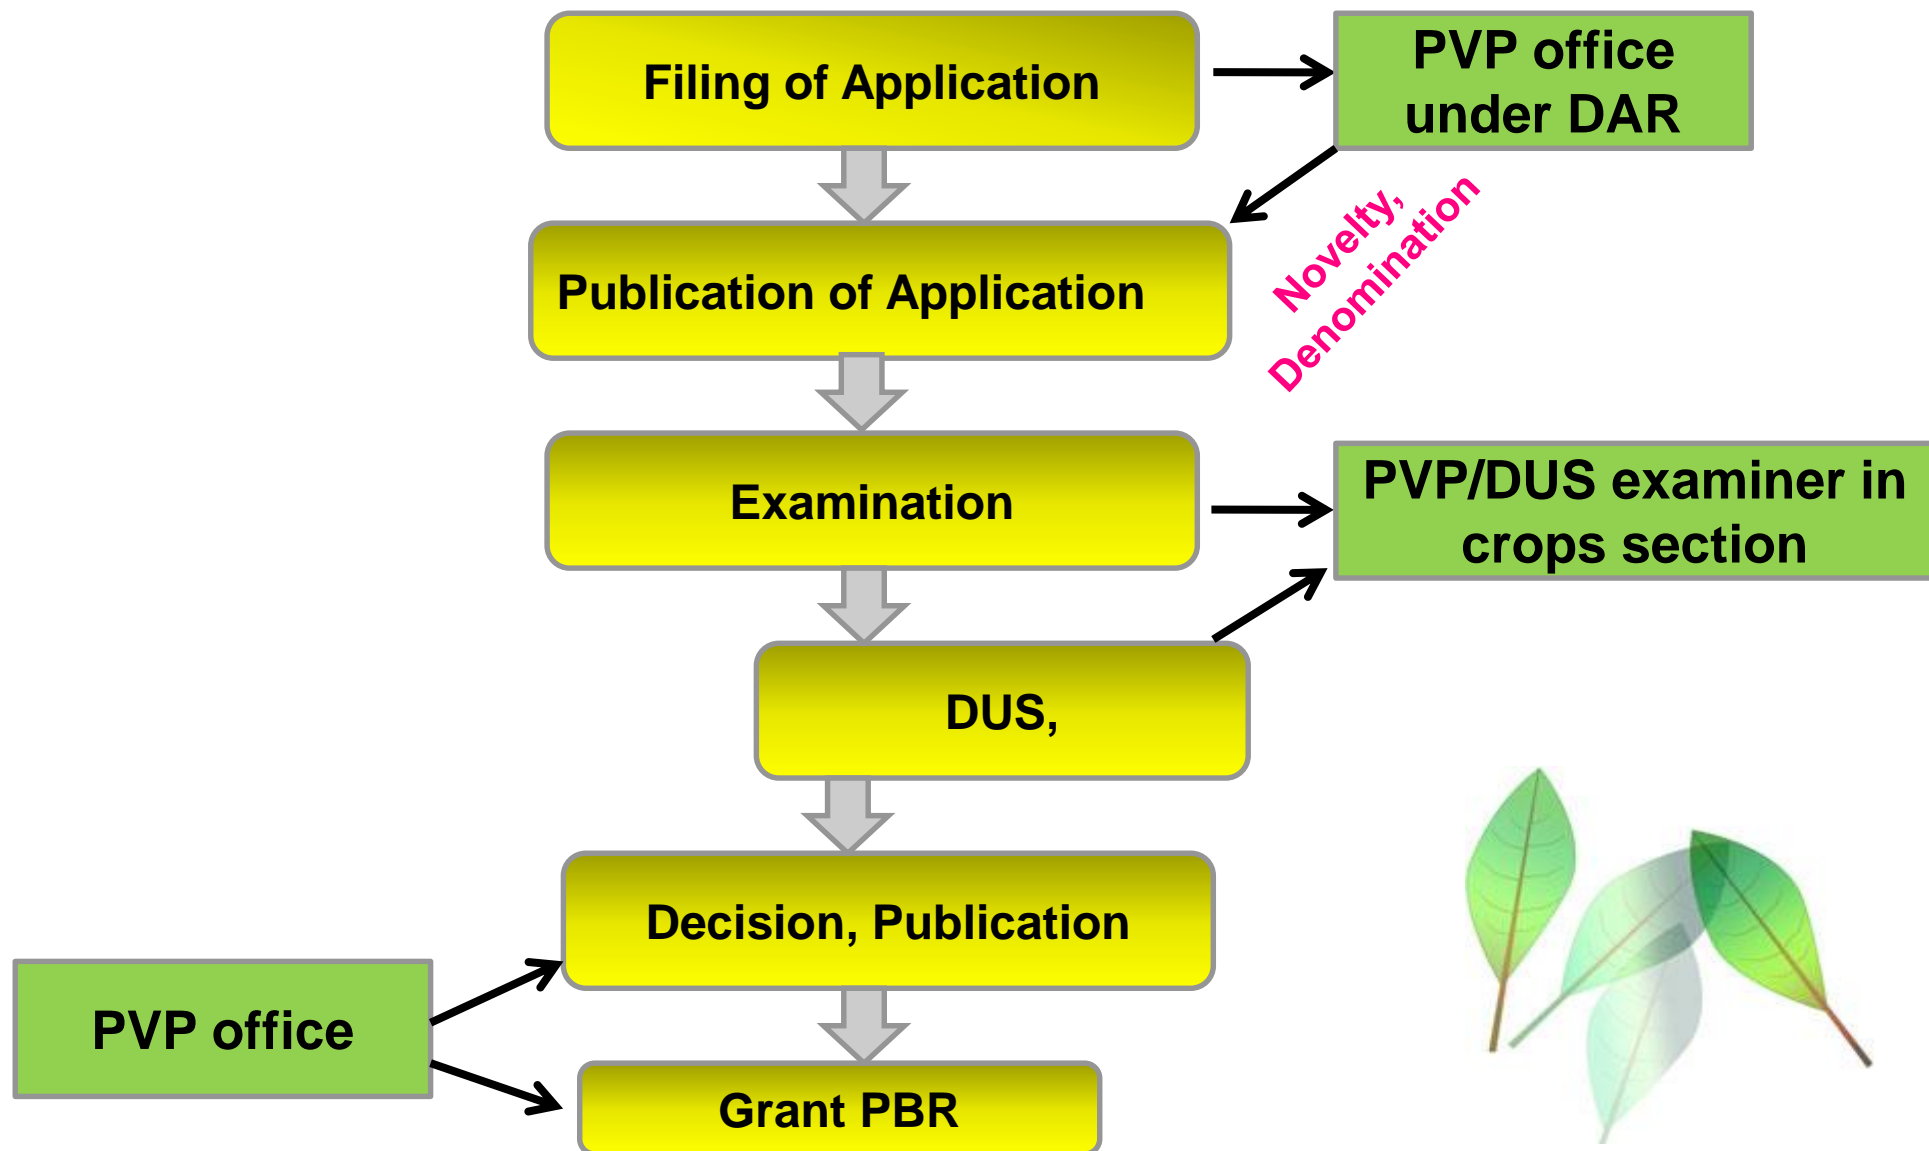 Filing of Application
PVP office
under DAR
Novelty,
Denomination
Publication of Application
Examination
PVP/DUS examiner in
crops section
DUS,
Decision, Publication
PVP office
Grant PBR